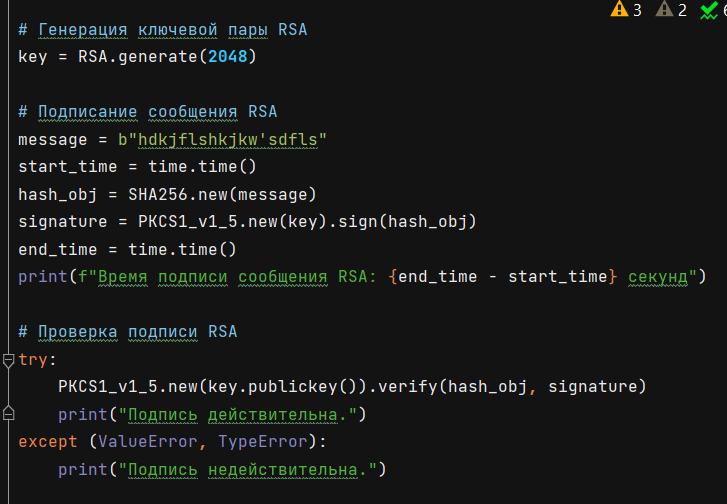 3 2 6
# Генерация ключевой пары RSA
key = RSA.generate(2048)
# Подписание сообщения RSA
message = b"hdkjflshkjkw'sdfls"
start_time = time.time()
hash_obj = SHA256.new(message)
signature = PKCS1_v1_5.new(key).sign(hash_obj)
end_time = time.time()
print(f"Время подписи сообщения RSA: {end_time - start_time} секунд")
# Проверка подписи RSA
try:
    PKCS1_v1_5.new(key.publickey()).verify(hash_obj, signature)
    print("Подпись действительна.")
except (ValueError, TypeError):
    print("Подпись недействительна.")